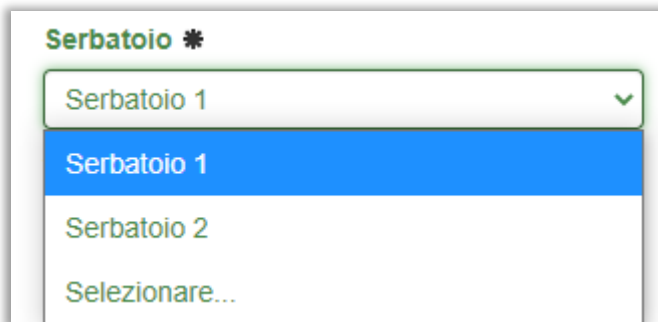 Serbatoio ✱
Serbatoio 1
Serbatoio 1
Serbatoio 2
Selezionare...